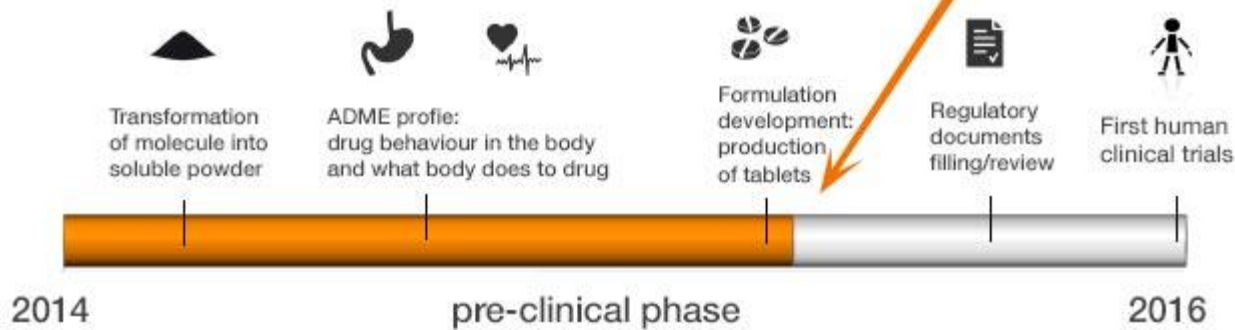 Transformation
of molecule into
soluble powder
ADME profie:
drug behaviour in the body
and what body does to drug
Formulation
development:
production
of tablets
Regulatory
documents
filling/review
First human
clinical trials
2014
pre-clinical phase
2016